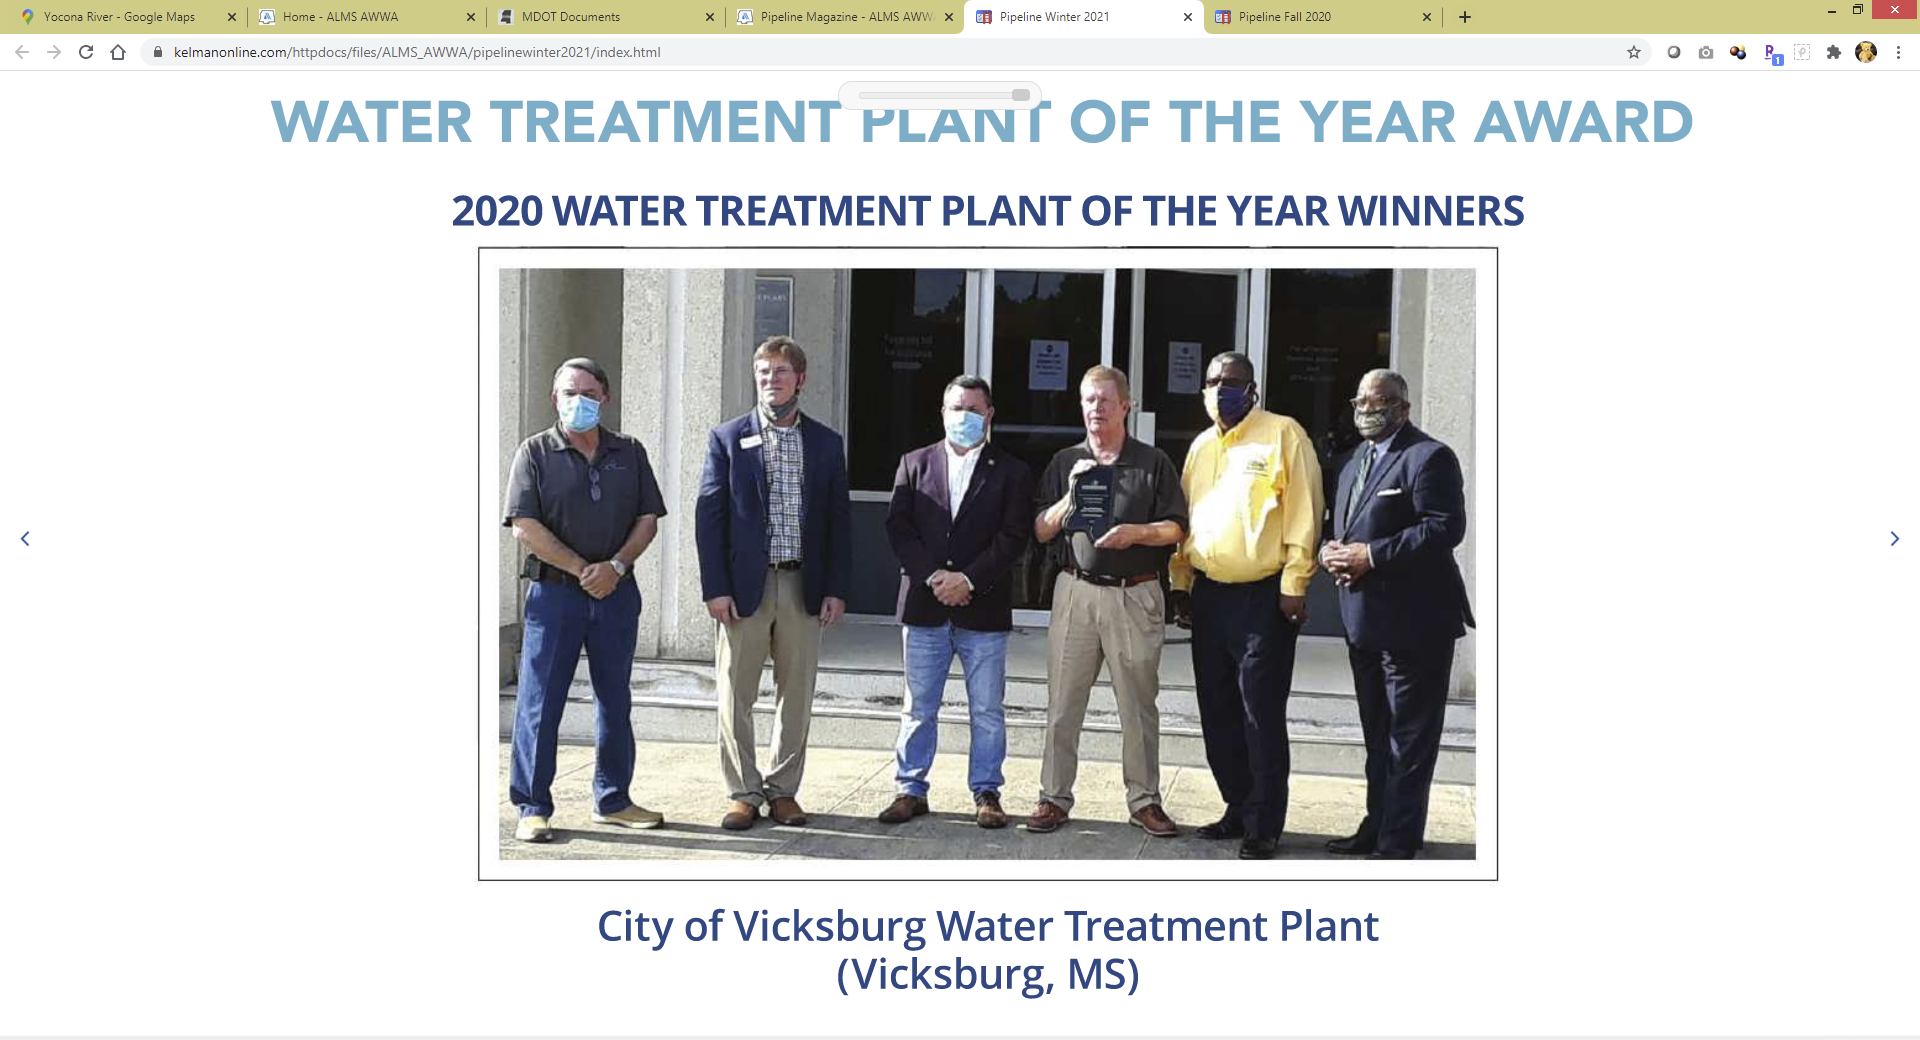 Yocona River - Google Maps
Home - ALMS AWWA
MDOT Documents
Pipeline Magazine - ALMS AWW
Pipeline Winter 2021
Pipeline Fall 2020
kelmanonline.com/httpdocs/files/ALMS_AWWA/pipelinewinter2021/index.html
1
WATER TREATMENT PLANT OF THE YEAR AWARD
2020 WATER TREATMENT PLANT OF THE YEAR WINNERS
City of Vicksburg Water Treatment Plant
(Vicksburg, MS)